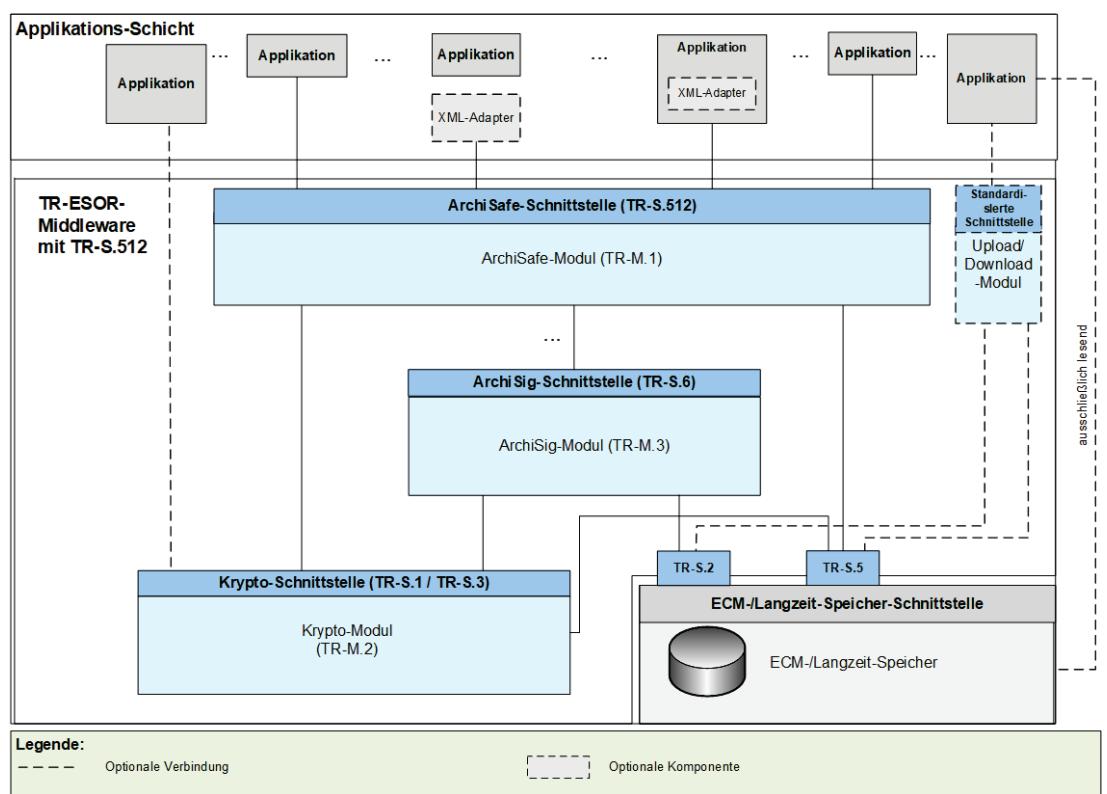 Applikations-Schicht
Applikation
...
Applikation
...
Applikation
XML-Adapter
...
Applikation
XML-Adapter
...
Applikation
...
Applikation
TR-ESOR-
Middleware
mit TR-S.512
ArchiSafe-Schnittstelle (TR-S.512)
ArchiSafe-Modul (TR-M.1)
Standardi-
sierte
Schnittstelle
Upload/
Download
-Modul
ausschließlich lesend
...
ArchiSig-Schnittstelle (TR-S.6)
ArchiSig-Modul (TR-M.3)
TR-S.2
TR-S.5
Krypto-Schnittstelle (TR-S.1 / TR-S.3)
Krypto-Modul
(TR-M.2)
ECM-/Langzeit-Speicher-Schnittstelle
ECM-/Langzeit-Speicher
Legende:
Optionale Verbindung
Optionale Komponente